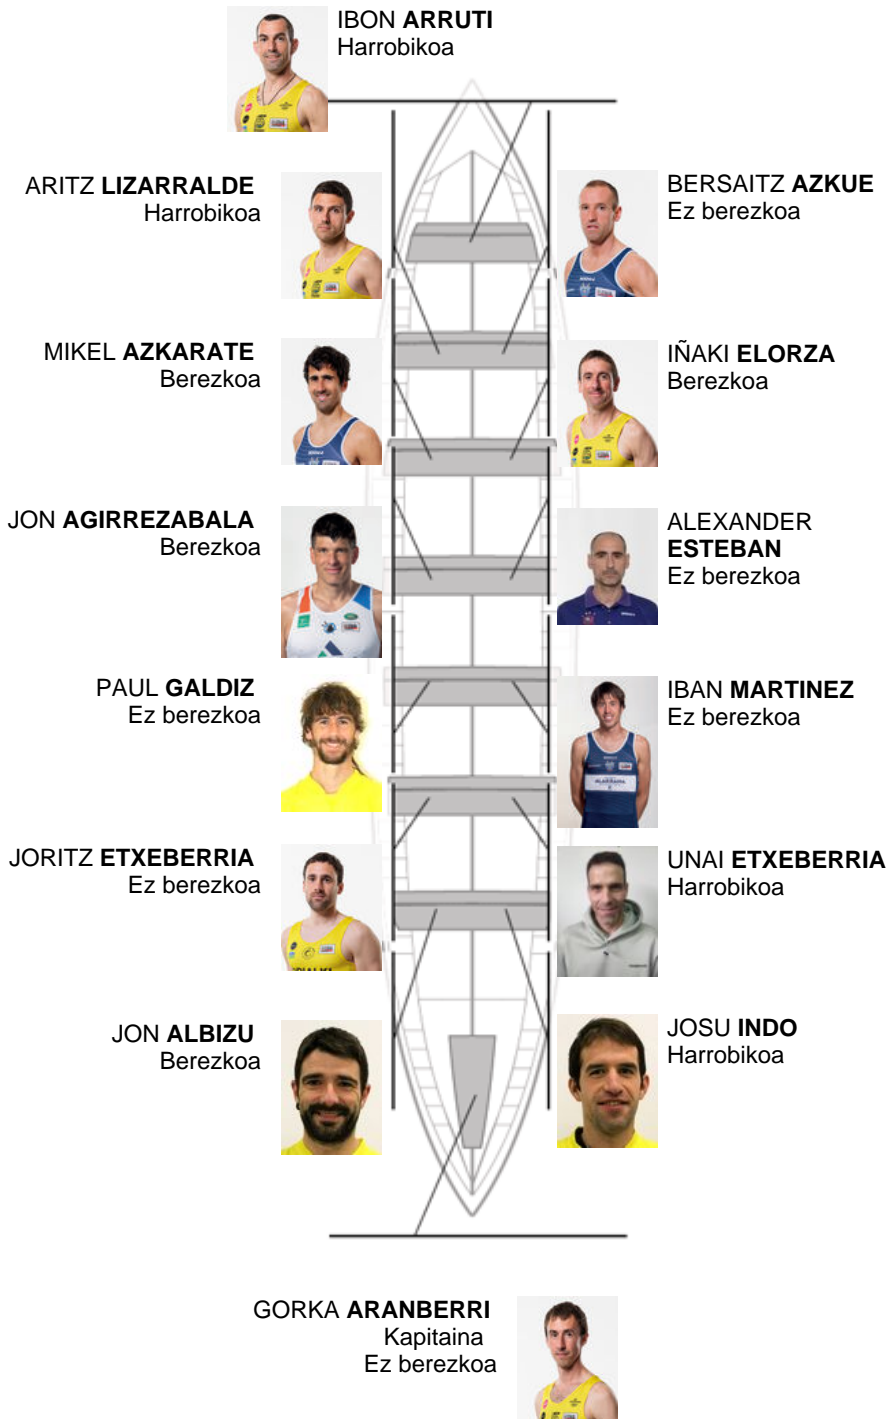 IBON ARRUTI
Harrobikoa
ARITZ LIZARRALDE
Harrobikoa
BERSAITZ AZKUE
Ez berezkoa
MIKEL AZKARATE
Berezkoa
IÑAKI ELORZA
Berezkoa
JON AGIRREZABALA
Berezkoa
ALEXANDER
ESTEBAN
Ez berezkoa
PAUL GALDIZ
Ez berezkoa
IBAN MARTINEZ
Ez berezkoa
JORITZ ETXEBERRIA
Ez berezkoa
UNAI ETXEBERRIA
Harrobikoa
JON ALBIZU
Berezkoa
JOSU INDO
Harrobikoa
GORKA ARANBERRI
Kapitaina
Ez berezkoa